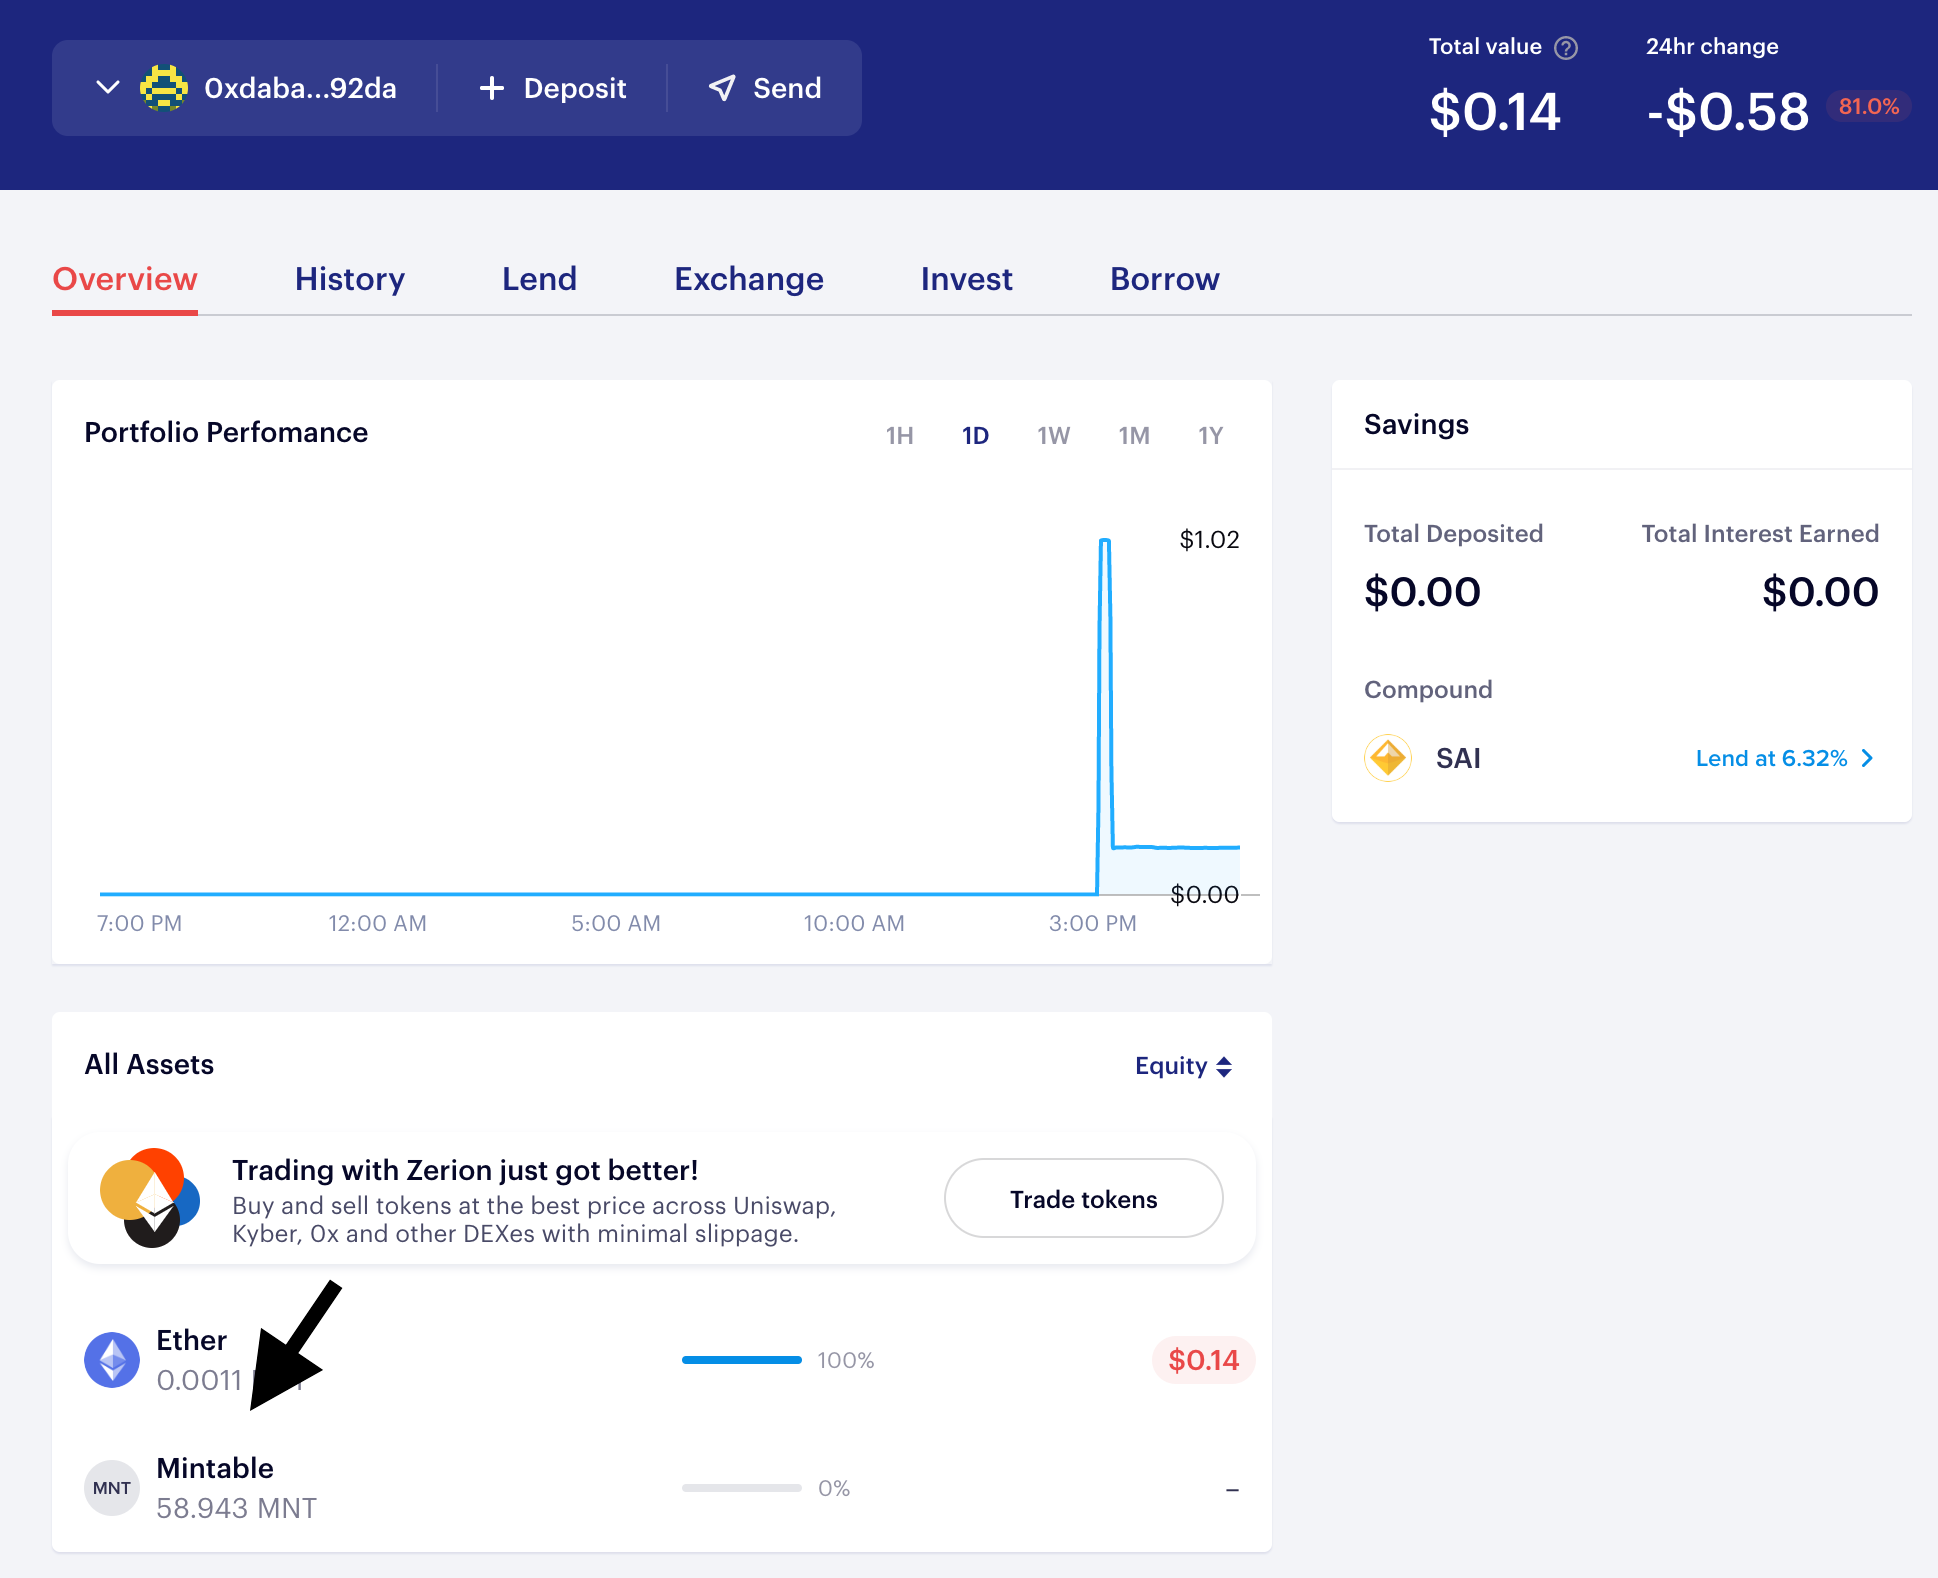 0xdaba...92da
Deposit
Send
Total value ?
24hr change
$0.14
-$0.58
81.0%
Overview
History
Lend
Exchange
Invest
Borrow
Portfolio Perfomance
1H
1D
1W
1M
1Y
$1.02
$0.00
7:00 PM
12:00 AM
5:00 AM
10:00 AM
3:00 PM
Savings
Total Deposited
Total Interest Earned
$0.00
$0.00
Compound
SAI
Lend at 6.32%
All Assets
Equity
Trading with Zerion just got better!
Buy and sell tokens at the best price across Uniswap,
Kyber, 0x and other DEXes with minimal slippage.
Trade tokens
Ether
0.0011
100%
$0.14
MNT
Mintable
58.943 MNT
0%
–